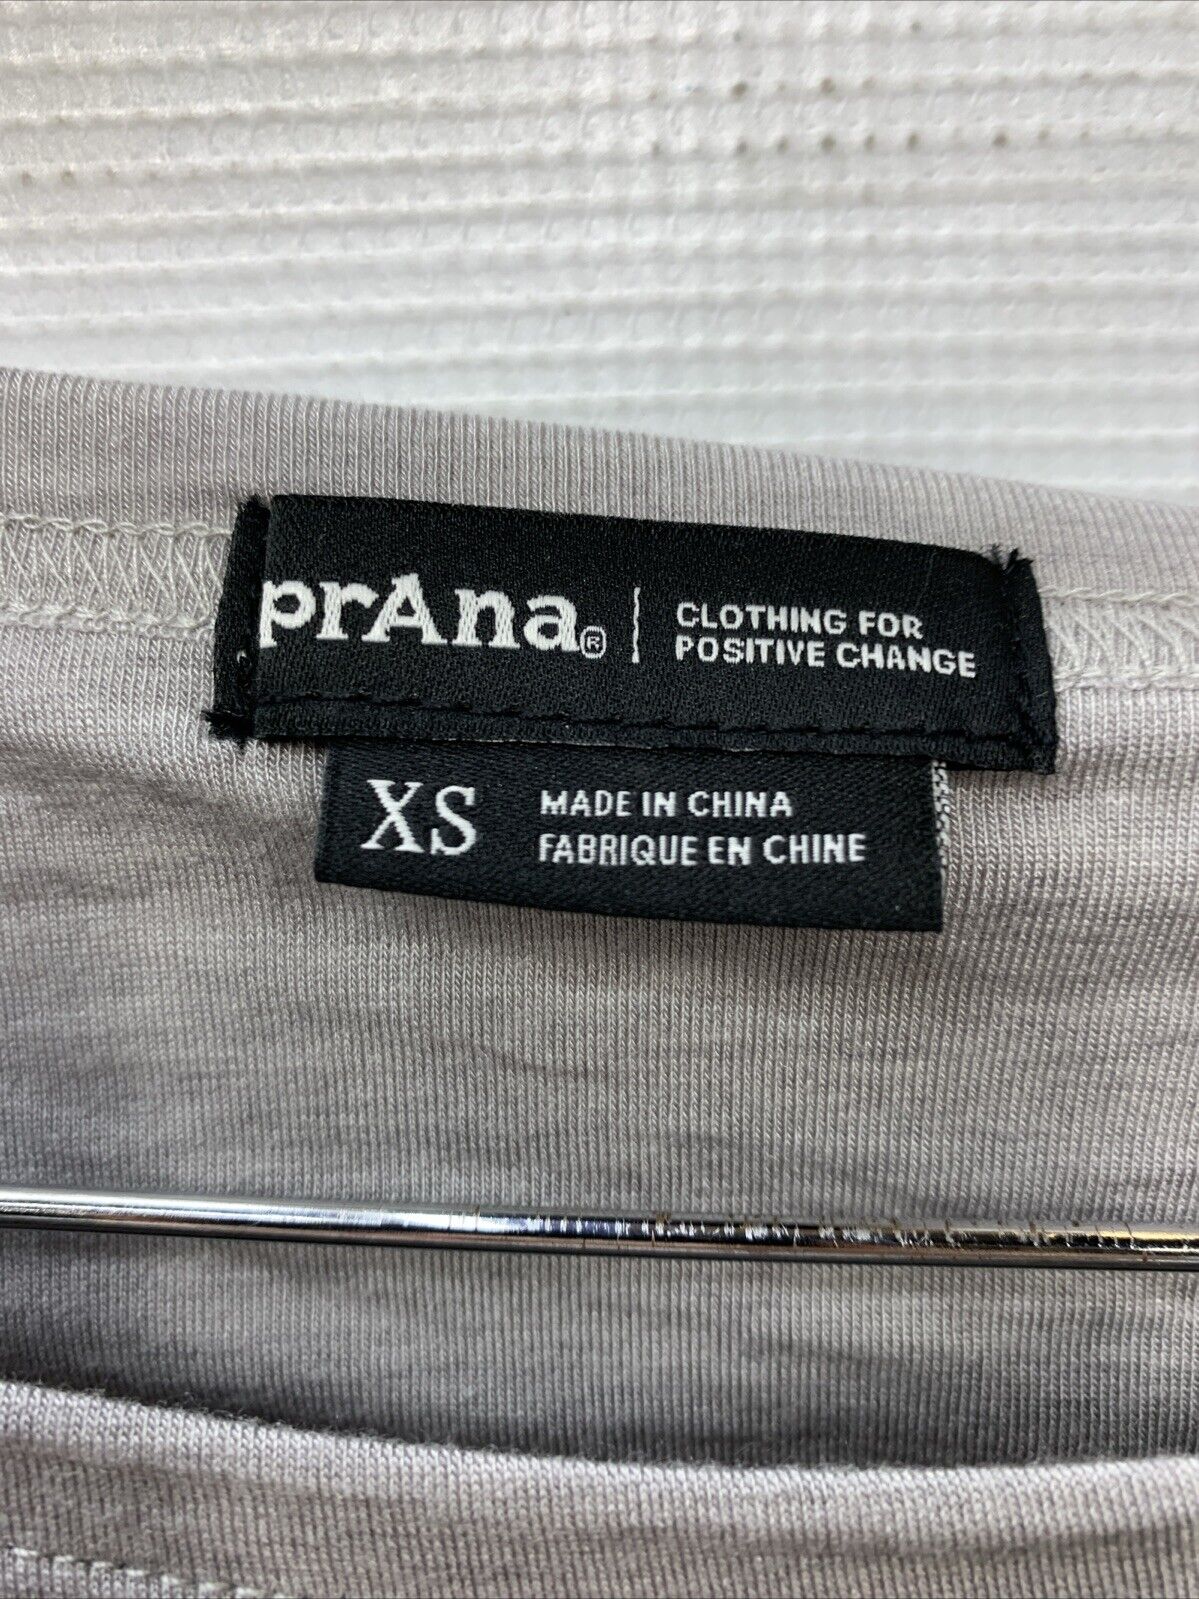 prAna® | CLOTHING FOR
POSITIVE CHANGE
XS MADE IN CHINA
FABRIQUE EN CHINE